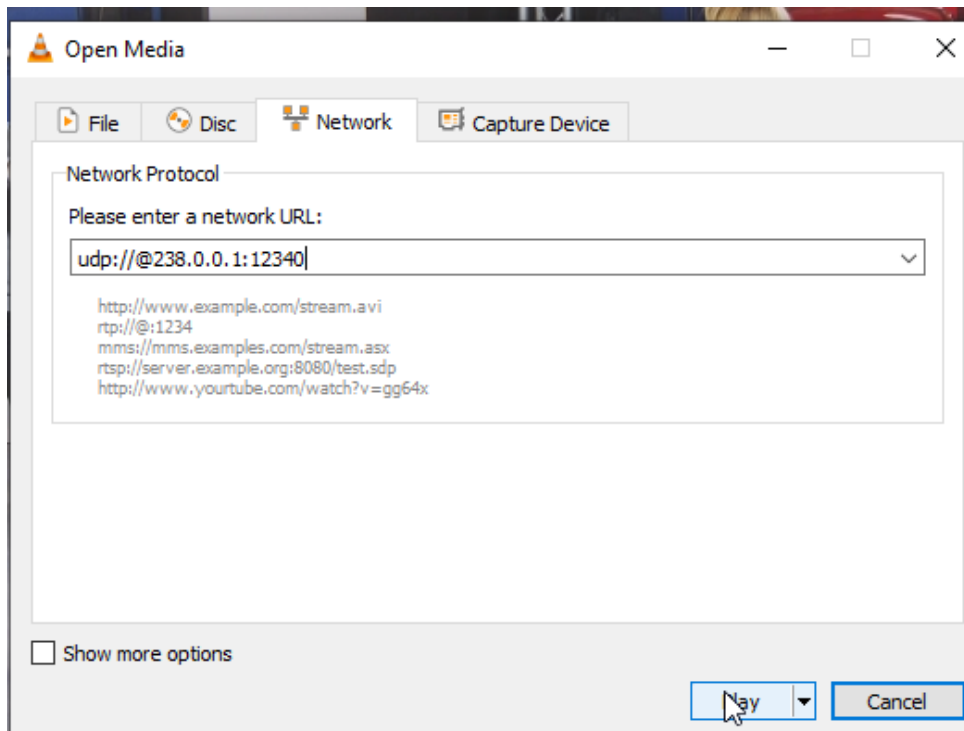 Open Media
File Disc Network Capture Device
Network Protocol
Please enter a network URL:
udp://@238.0.0.1:12340
http://www.example.com/stream.avi
rtp://@:1234
mms://mms.examples.com/stream.asx
rtsp://server.example.org:8080/test.sdp
http://www.yourtube.com/watch?v=gg64x
Show more options
Play Cancel